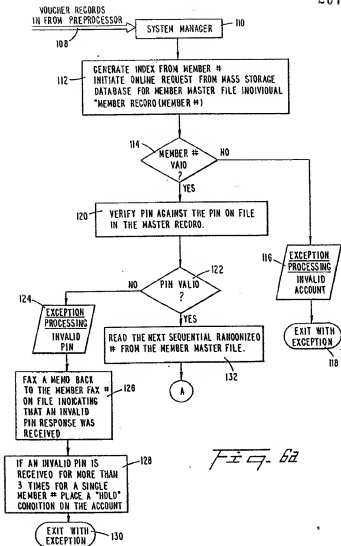 VOUCHER RECORDS
IN FROM PREPROCESSOR
108
SYSTEM MANAGER
110
112
GENERATE INDEX FROM MEMBER #
INITIATE ONLINE REQUEST FROM MASS STORAGE
DATABASE FOR MEMBER MASTER FILE INDIVIOUAL
"MEMBER RECORD (MEMBER #)
114
MEMBER #
VAIO
?
NO
YES
120
VERIFY PIN AGAINST THE PIN ON FILE
IN THE MASTER RECORD.
116
EXCEPTION
PROCESSING
INVALID
ACCOUNT
EXIT WITH
EXCEPTION
118
122
PIN VALIO
?
NO
YES
124
EXCEPTION
PROCESSING
INVALID
PIN
READ THE NEXT SEQUENTIAL RANOONIZED
# FROM THE MEMBER MASTER FILE.
132
A
FAX A MEMO BACK
TO THE MEMBER FAX #
ON FILE INDICATING
THAT AN INVALID
PIN RESPONSE WAS
RECEIVED
126
IF AN INVALID PIN IS
RECEIVED FOR MORE THAN
3 TIMES FOR A SINGLE
MEMBER # PLACE A "HOLD"
CONDITION ON THE ACCOUNT
128
EXIT WITH
EXCEPTION
130
Fig. 6a